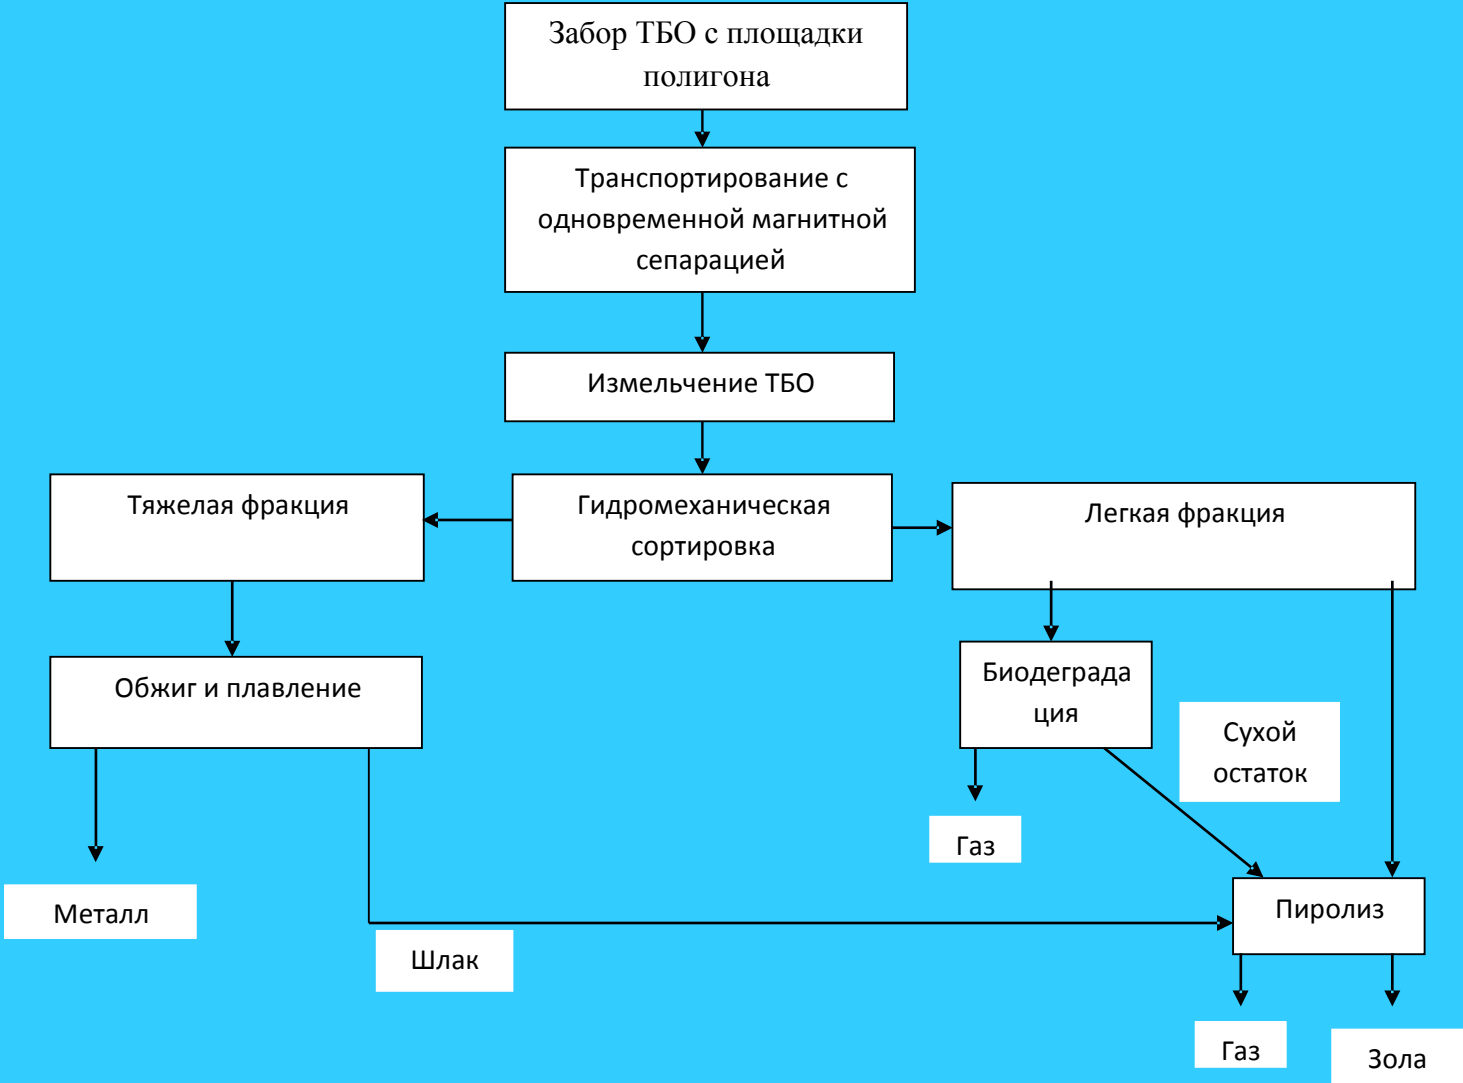 Забор ТБО с площадки
полигона
Транспортирование с
одновременной магнитной
сепарацией
Измельчение ТБО
Тяжелая фракция
Гидромеханическая
сортировка
Легкая фракция
Обжиг и плавление
Биодеграда
ция
Сухой
остаток
Газ
Металл
Шлак
Пиролиз
Газ
Зола